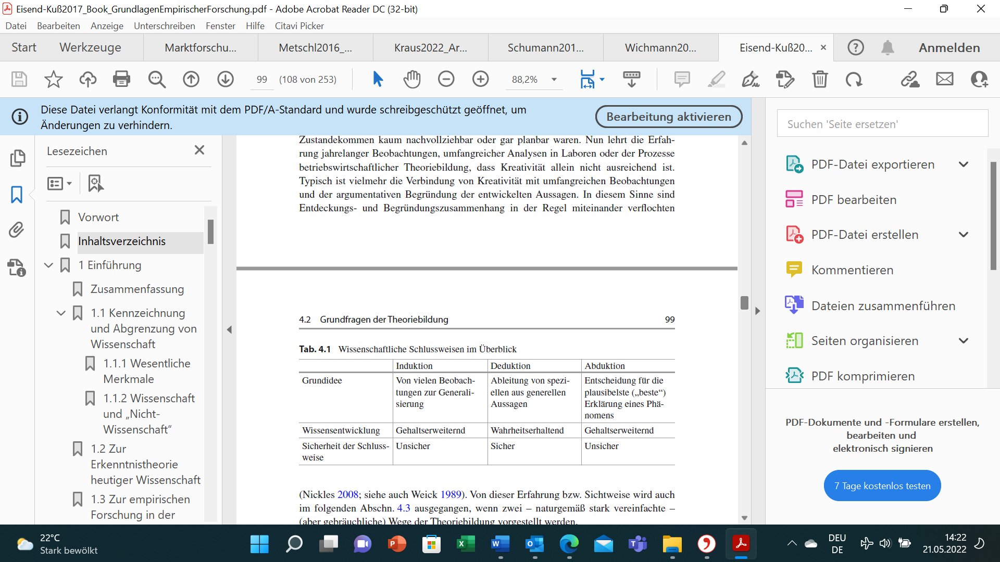 Eisend-Kuß2017_Book_GrundlagenEmpirischerForschung.pdf - Adobe Acrobat Reader DC (32-bit)
Datei Bearbeiten Anzeige Unterschreiben Fenster Hilfe Citavi Picker
Start Werkzeuge Marktforschu... Metschl2016_... Kraus2022_Ar... Schumann201... Wichmann20... Eisend-Kuß20... Anmelden
99 (108 von 253) 88,2%
Diese Datei verlangt Konformität mit dem PDF/A-Standard und wurde schreibgeschützt geöffnet, um
Änderungen zu verhindern.
Bearbeitung aktivieren
Lesezeichen
Vorwort
Inhaltsverzeichnis
1 Einführung
Zusammenfassung
1.1 Kennzeichnung
und Abgrenzung von
Wissenschaft
1.1.1 Wesentliche
Merkmale
1.1.2 Wissenschaft
und „Nicht-
Wissenschaft“
1.2 Zur
Erkenntnistheorie
heutiger Wissenschaft
1.3 Zur empirischen
Forschung in der
Zustandekommen kaum nachvollziehbar oder gar planbar waren. Nun lehrt die Erfah-
rung jahrelanger Beobachtungen, umfangreicher Analysen in Laboren oder der Prozesse
betriebswirtschaftlicher Theoriebildung, dass Kreativität allein nicht ausreichend ist.
Typisch ist vielmehr die Verbindung von Kreativität mit umfangreichen Beobachtungen
und der argumentativen Begründung der entwickelten Aussagen. In diesem Sinne sind
Entdeckungs- und Begründungszusammenhang in der Regel miteinander verflochten
4.2 Grundfragen der Theoriebildung 99
Tab. 4.1 Wissenschaftliche Schlussweisen im Überblick
Induktion Deduktion Abduktion
Grundidee Von vielen Beobach- Ableitung von spezi- Entscheidung für die
tungen zur Generali- ellen aus generellen plausibelste („beste“)
sierung Aussagen Erklärung eines Phä-
nomens
Wissensentwicklung Gehaltserweiternd Wahrheitserhaltend Gehaltserweiternd
Sicherheit der Schluss- Unsicher Sicher Unsicher
weise
(Nickles 2008; siehe auch Weick 1989). Von dieser Erfahrung bzw. Sichtweise wird auch
im folgenden Abschn. 4.3 ausgegangen, wenn zwei – naturgemäß stark vereinfachte –
(aber gebräuchliche) Wege der Theoriebildung vorgestellt werden.
Suchen 'Seite ersetzen'
PDF-Datei exportieren
PDF bearbeiten
PDF-Datei erstellen
Kommentieren
Dateien zusammenführen
Seiten organisieren
PDF komprimieren
PDF-Dokumente und -Formulare erstellen,
bearbeiten und
elektronisch signieren
7 Tage kostenlos testen
22°C
Stark bewölkt
DEU
DE
14:22
21.05.2022